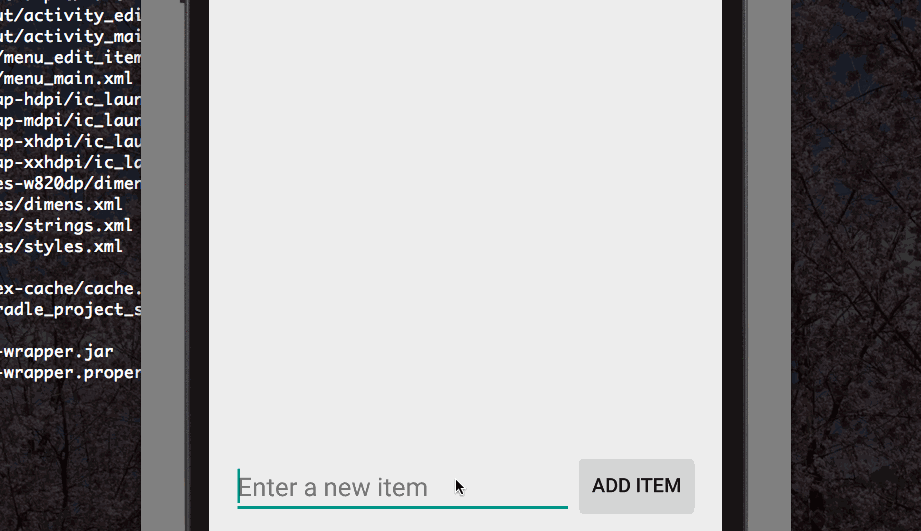 ut/activity_edi
ut/activity_mai
/menu_edit_item
/menu_main.xml
ap-hdpi/ic_laun
ap-mdpi/ic_laun
ap-xhdpi/ic_lau
ap-xxhdpi/ic_la
es-w820dp/dimen
es/dimens.xml
es/strings.xml
es/styles.xml
ex-cache/cache.
radle_project_s
-wrapper.jar
-wrapper.proper
Enter a new item
ADD ITEM